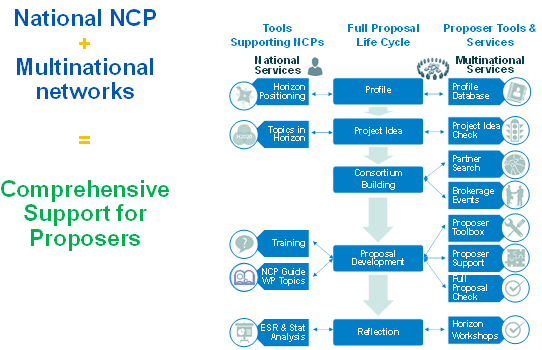 National NCP
+
Multinational
networks
=
Comprehensive
Support for
Proposers
Tools
Supporting NCPs
Full Proposal
Life Cycle
Proposer Tools &
Services
National
Services
Multinational
Services
Horizon
Positioning
Profile
Profile
Database
Topics in
Horizon
Project Idea
Project Idea
Check
Consortium
Building
Partner
Search
Brokerage
Events
Training
NCP Guide
WP Topics
Proposal
Development
Proposer
Toolbox
Proposer
Support
Full
Proposal
Check
ESR & Stat
Analysis
Reflection
Horizon
Workshops